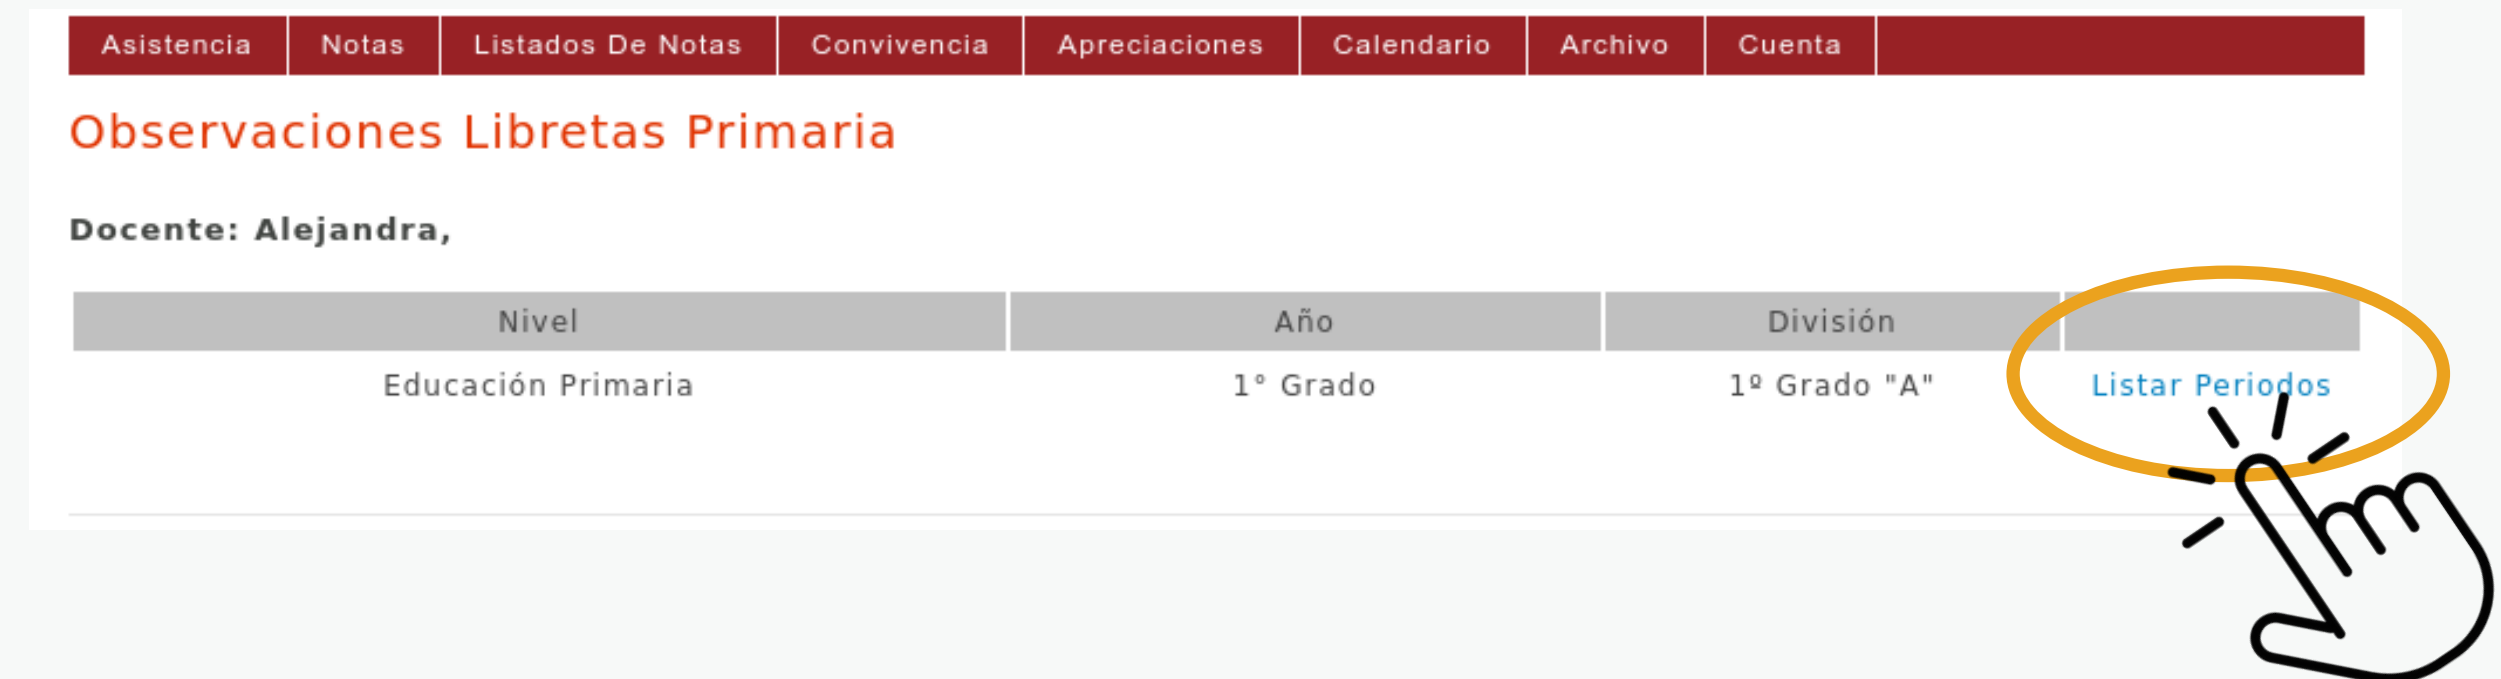 Asistencia Notas Listados De Notas Convivencia Apreciaciones Calendario Archivo Cuenta
Observaciones Libretas Primaria
Docente: Alejandra,
Nivel Año División
Educación Primaria 1° Grado 1º Grado "A" Listar Periodos